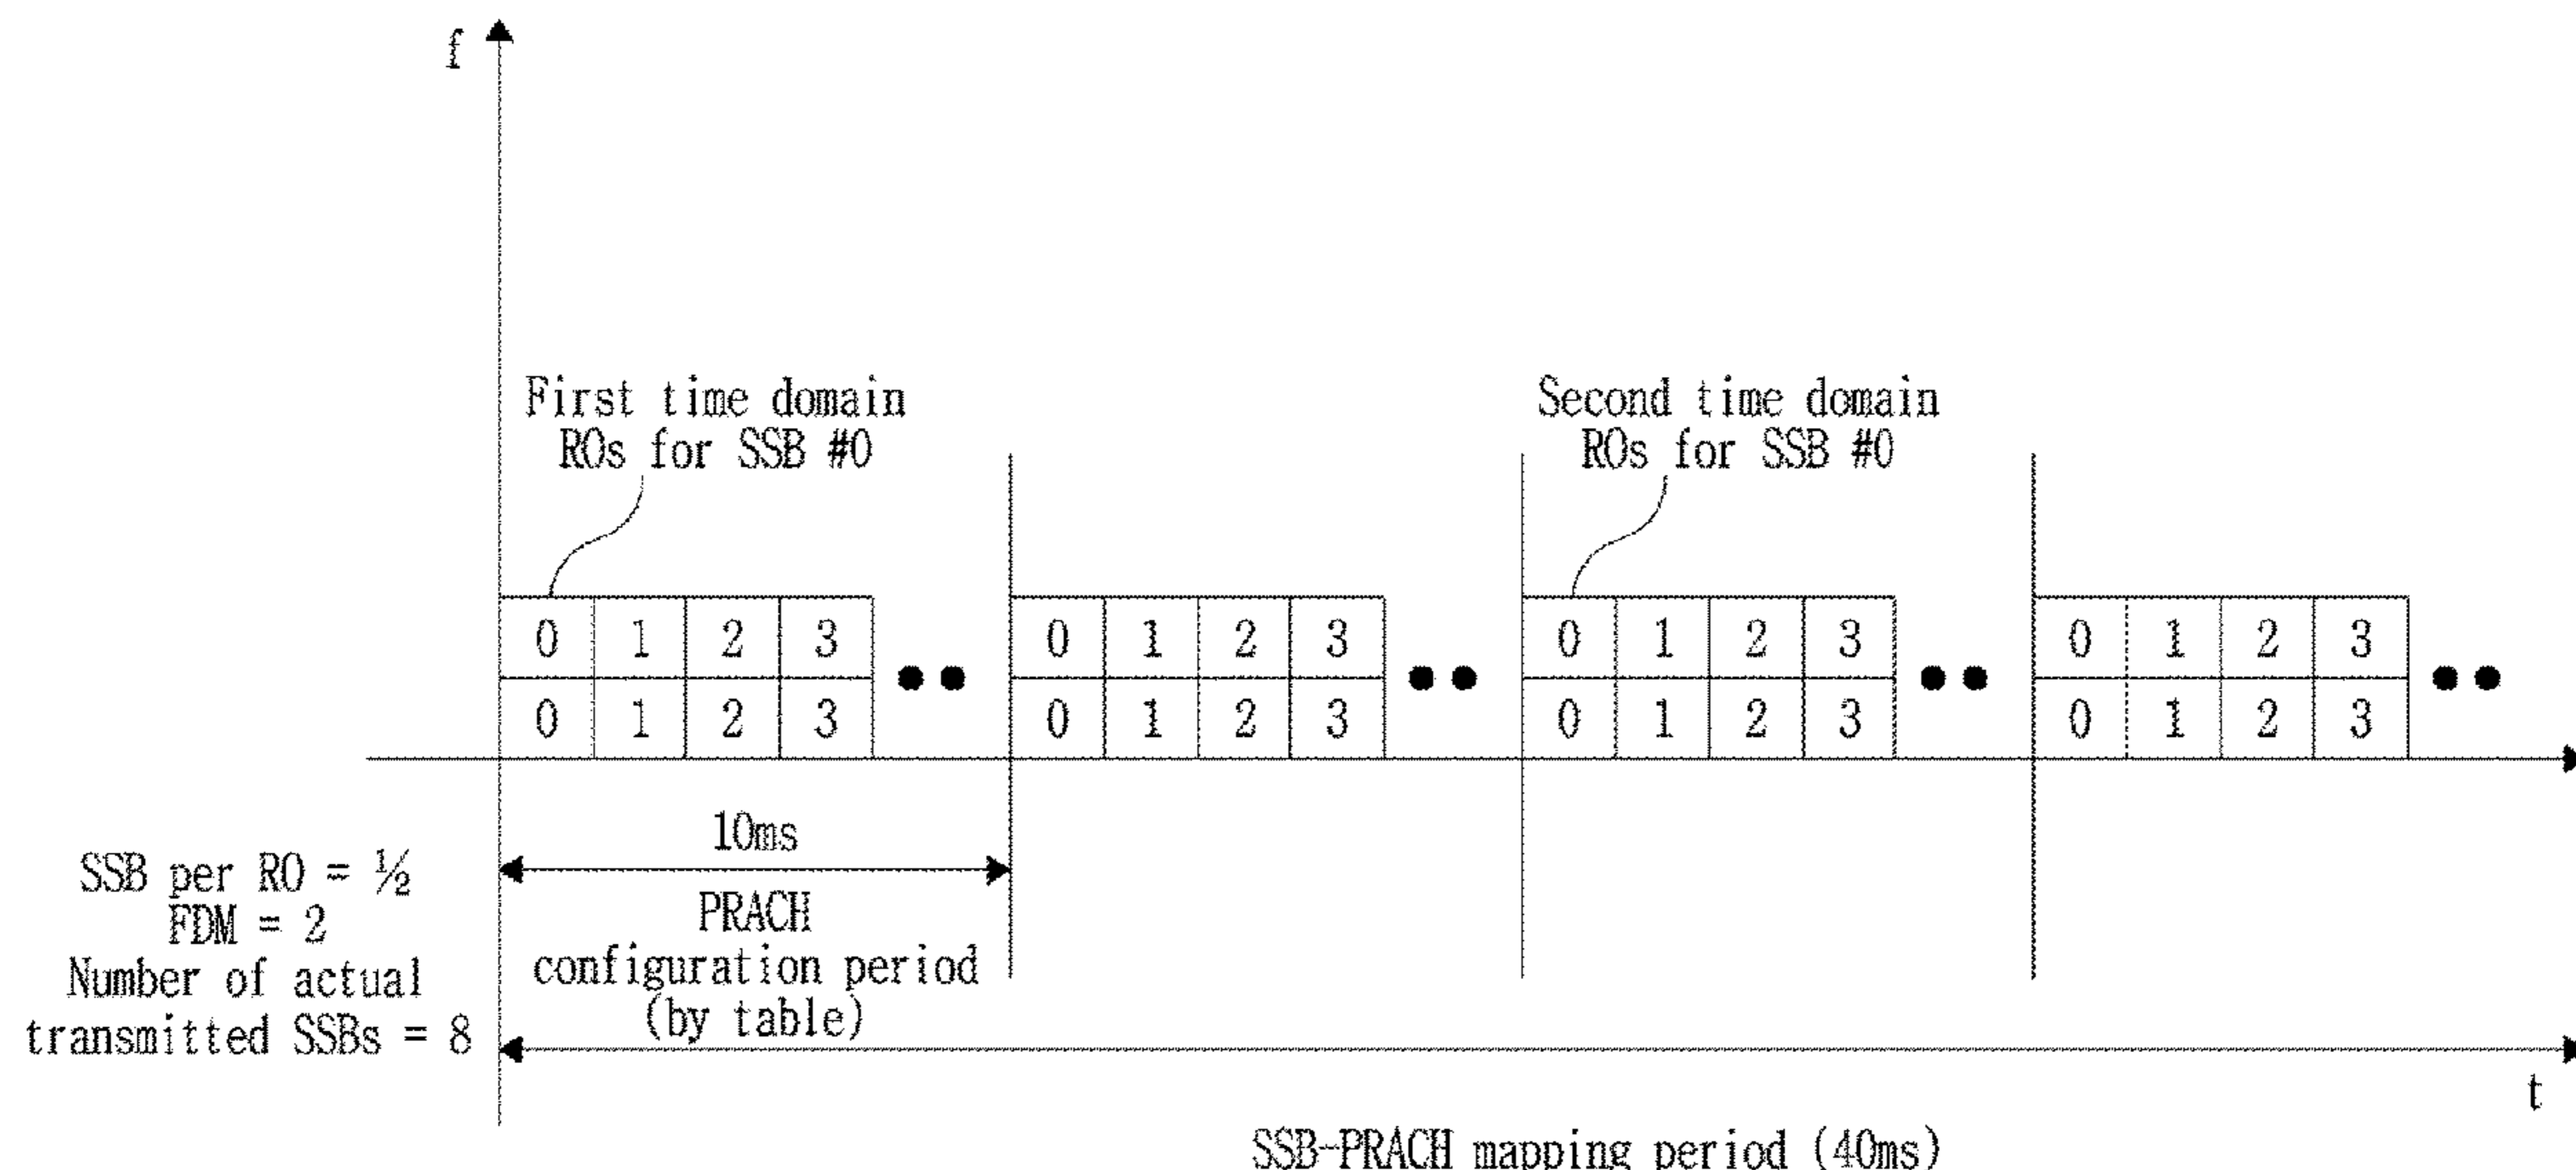 f
First time domain
ROs for SSB #0
Second time domain
ROs for SSB #0
0 1 2 3 0 1 2 3 0 1 2 3 0 1 2 3
0 1 2 3 0 1 2 3 0 1 2 3 0 1 2 3
10ms
PRACH
configuration period
(by table)
SSB per RO = ½
FDM = 2
Number of actual
transmitted SSBs = 8
t
SSB-PRACH mapping period (40ms)